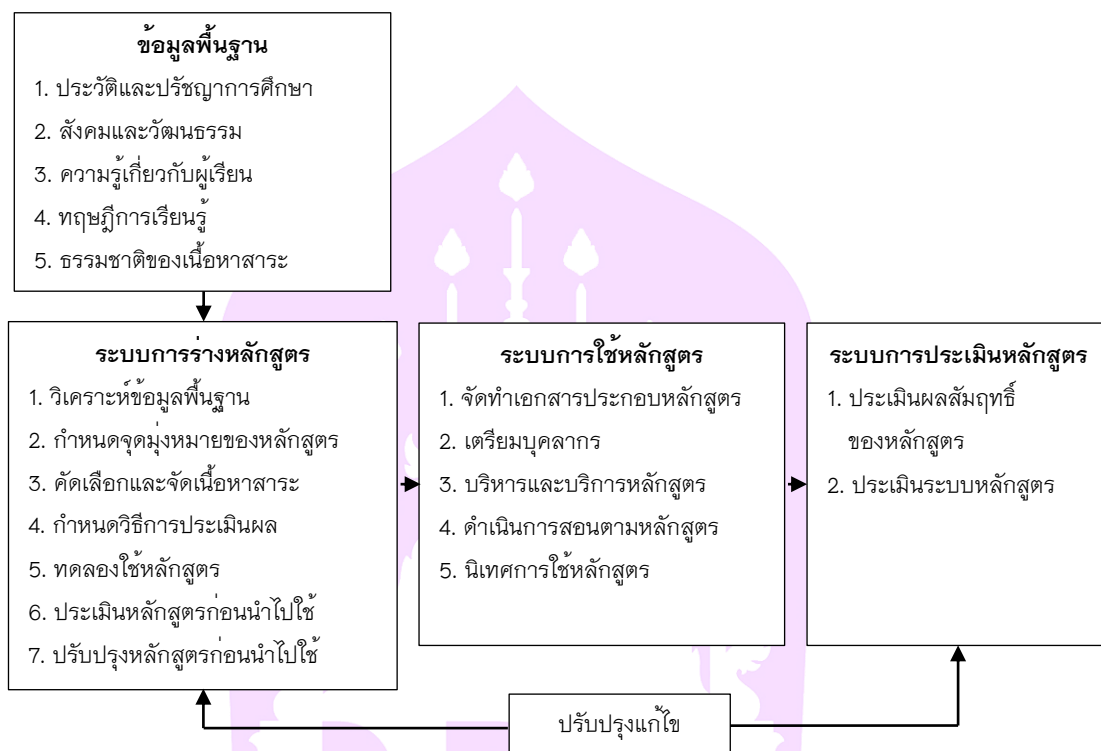 ข้อมูลพื้นฐาน
1. ประวัติและปรัชญาการศึกษา
2. สังคมและวัฒนธรรม
3. ความรู้เกี่ยวกับผู้เรียน
4. ทฤษฎีการเรียนรู้
5. ธรรมชาติของเนื้อหาสาระ
ระบบการร่างหลักสูตร
1. วิเคราะห์ข้อมูลพื้นฐาน
2. กำหนดจุดมุ่งหมายของหลักสูตร
3. คัดเลือกและจัดเนื้อหาสาระ
4. กำหนดวิธีการประเมินผล
5. ทดลองใช้หลักสูตร
6. ประเมินหลักสูตรก่อนนำไปใช้
7. ปรับปรุงหลักสูตรก่อนนำไปใช้
ระบบการใช้หลักสูตร
1. จัดทำเอกสารประกอบหลักสูตร
2. เตรียมบุคลากร
3. บริหารและบริการหลักสูตร
4. ดำเนินการสอนตามหลักสูตร
5. นิเทศการใช้หลักสูตร
ระบบการประเมินหลักสูตร
1. ประเมินผลสัมฤทธิ์
ของหลักสูตร
2. ประเมินระบบหลักสูตร
ปรับปรุงแก้ไข